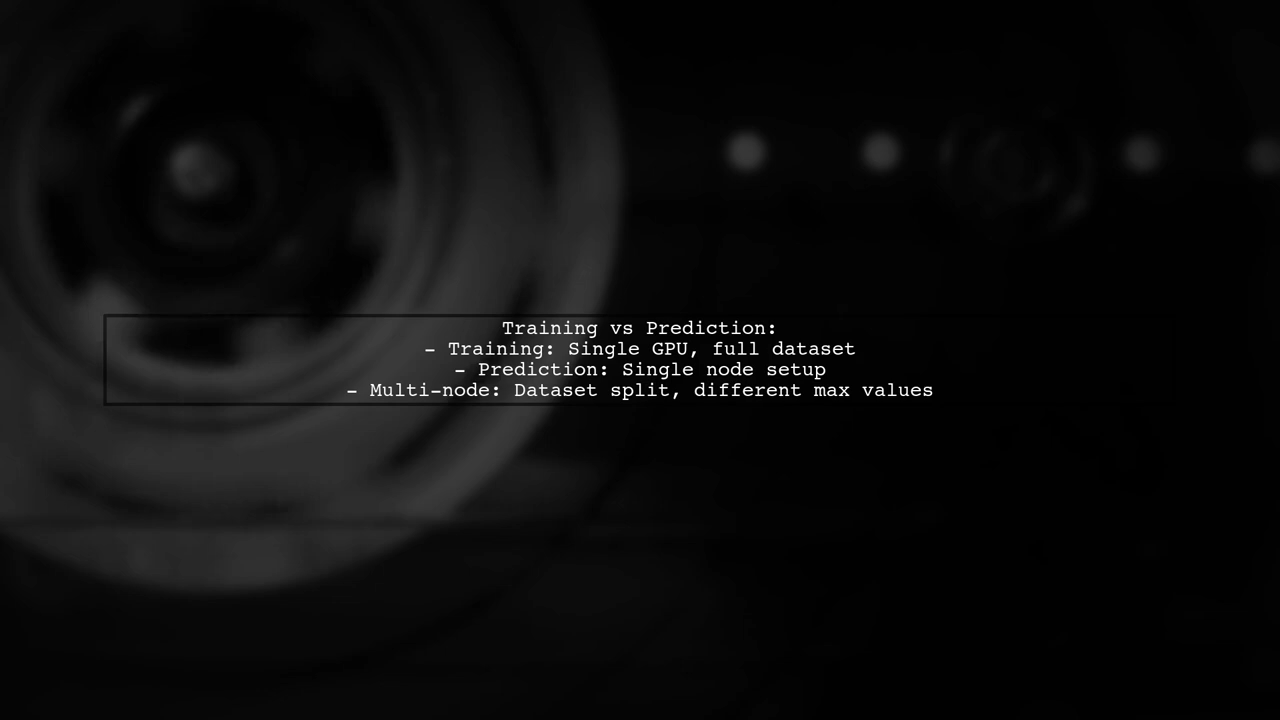 Training vs Prediction:
- Training: Single GPU, full dataset
- Prediction: Single node setup
- Multi-node: Dataset split, different max values